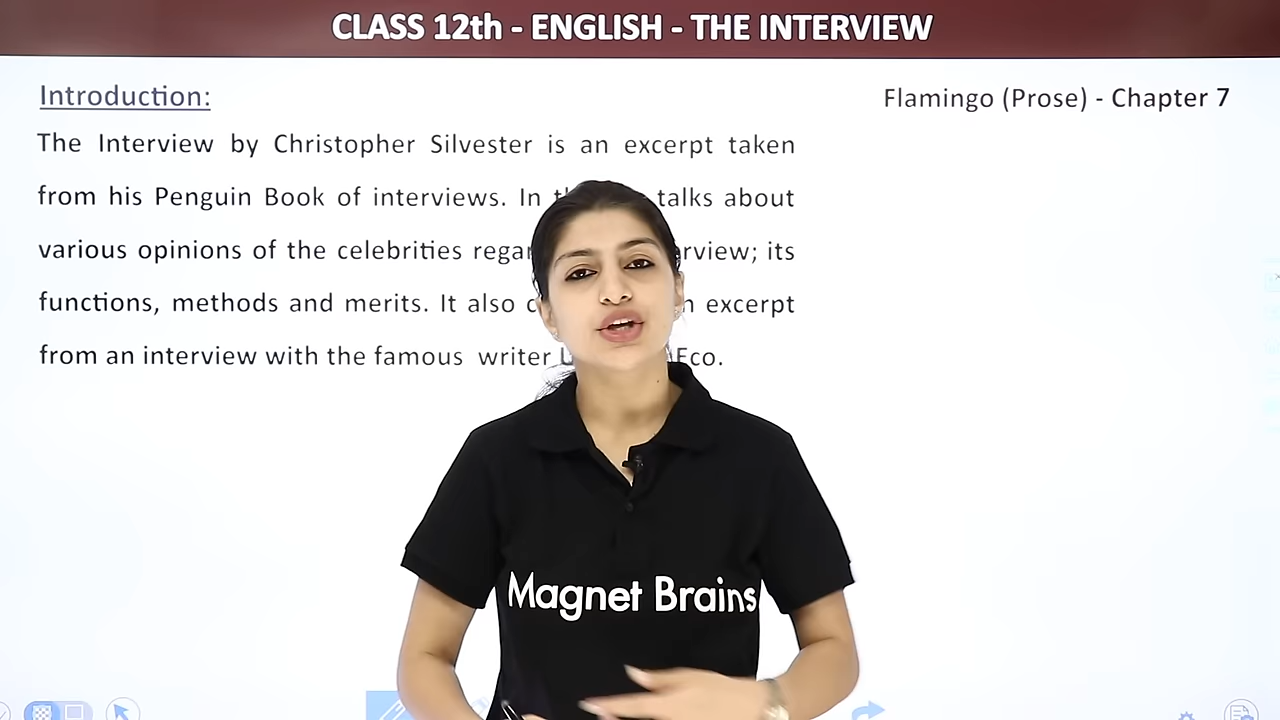 CLASS 12th - ENGLISH - THE INTERVIEW
Introduction:
Flamingo (Prose) - Chapter 7
The Interview by Christopher Silvester is an excerpt taken
from his Penguin Book of interviews. In talks about
various opinions of the celebrities its
functions, methods and merits. It also excerpt
from an interview with the famous writer Eco.
Magnet Brains